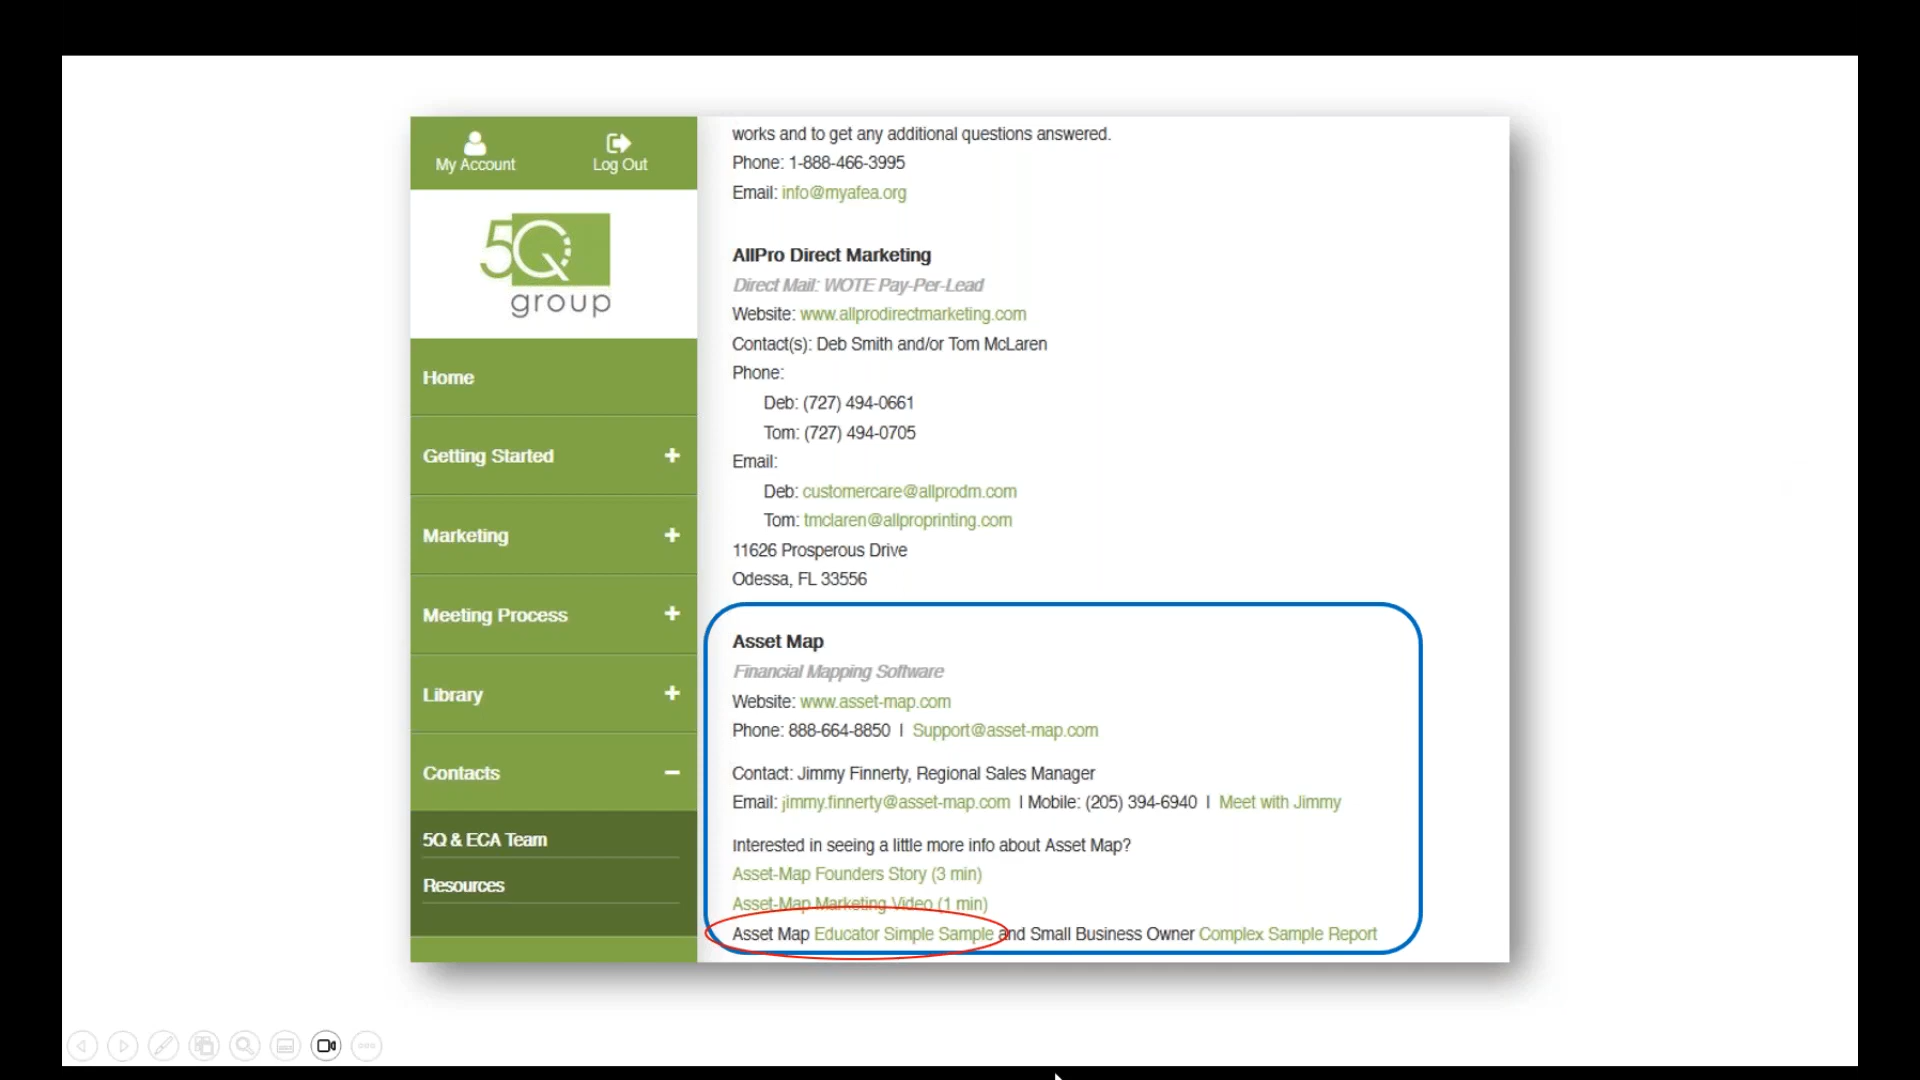 My Account
Log Out
5Q
group
Home
Getting Started
Marketing
Meeting Process
Library
Contacts
5Q & ECA Team
Resources
works and to get any additional questions answered.
Phone: 1-888-466-3995
Email: info@myafea.org
AllPro Direct Marketing
Direct Mail: WOTE Pay-Per-Lead
Website: www.allprodirectmarketing.com
Contact(s): Deb Smith and/or Tom McLaren
Phone:
Deb: (727) 494-0661
Tom: (727) 494-0705
Email:
Deb: customercare@allprodm.com
Tom: tmclaren@allproprinting.com
11626 Prosperous Drive
Odessa, FL 33556
Asset Map
Financial Mapping Software
Website: www.asset-map.com
Phone: 888-664-8850 I Support@asset-map.com
Contact: Jimmy Finnerty, Regional Sales Manager
Email: jimmy.finnerty@asset-map.com I Mobile: (205) 394-6940 I Meet with Jimmy
Interested in seeing a little more info about Asset Map?
Asset-Map Founders Story (3 min)
Asset-Map Marketing Video (1 min)
Asset Map Educator Simple Sample and Small Business Owner Complex Sample Report